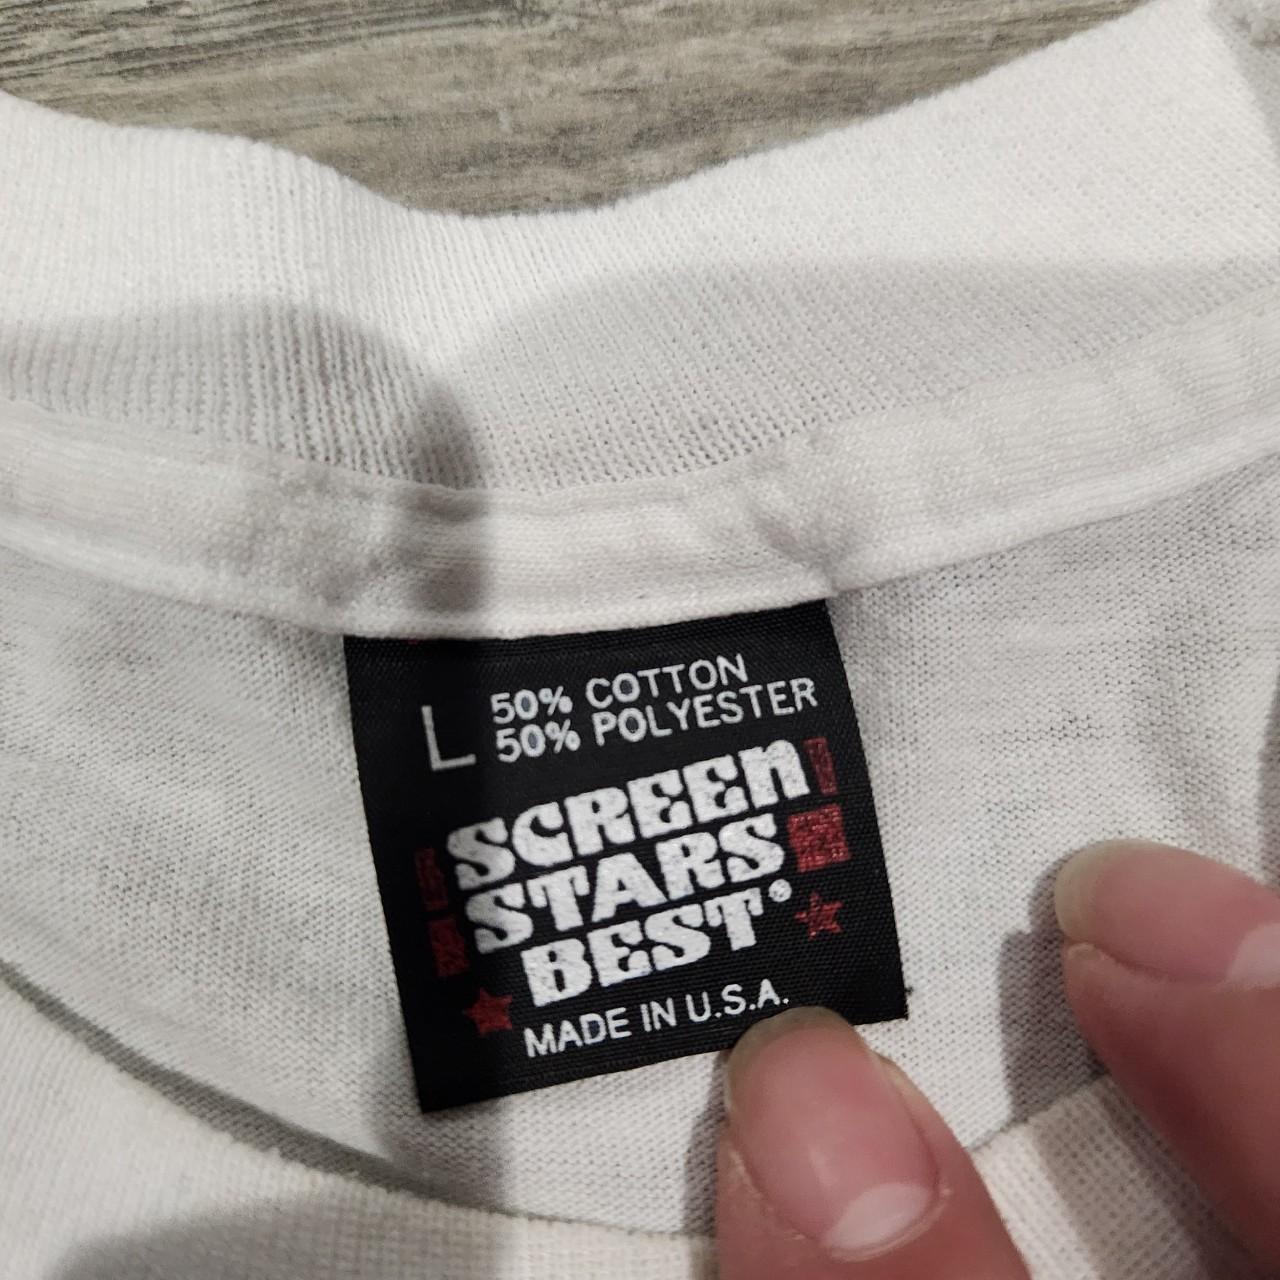 L
50% COTTON
50% POLYESTER
SCREEN
STARS
BEST®
MADE IN U.S.A.